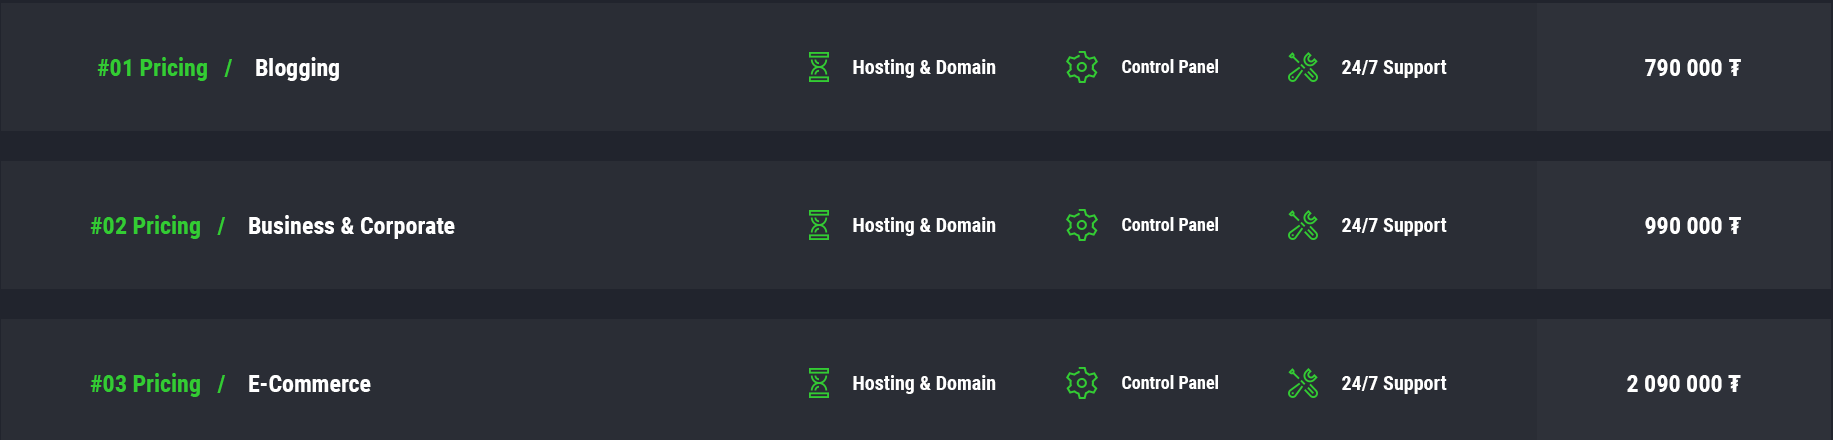 #01 Pricing / Blogging Hosting & Domain Control Panel 24/7 Support 790 000 ₮
#02 Pricing / Business & Corporate Hosting & Domain Control Panel 24/7 Support 990 000 ₮
#03 Pricing / E-Commerce Hosting & Domain Control Panel 24/7 Support 2 090 000 ₮